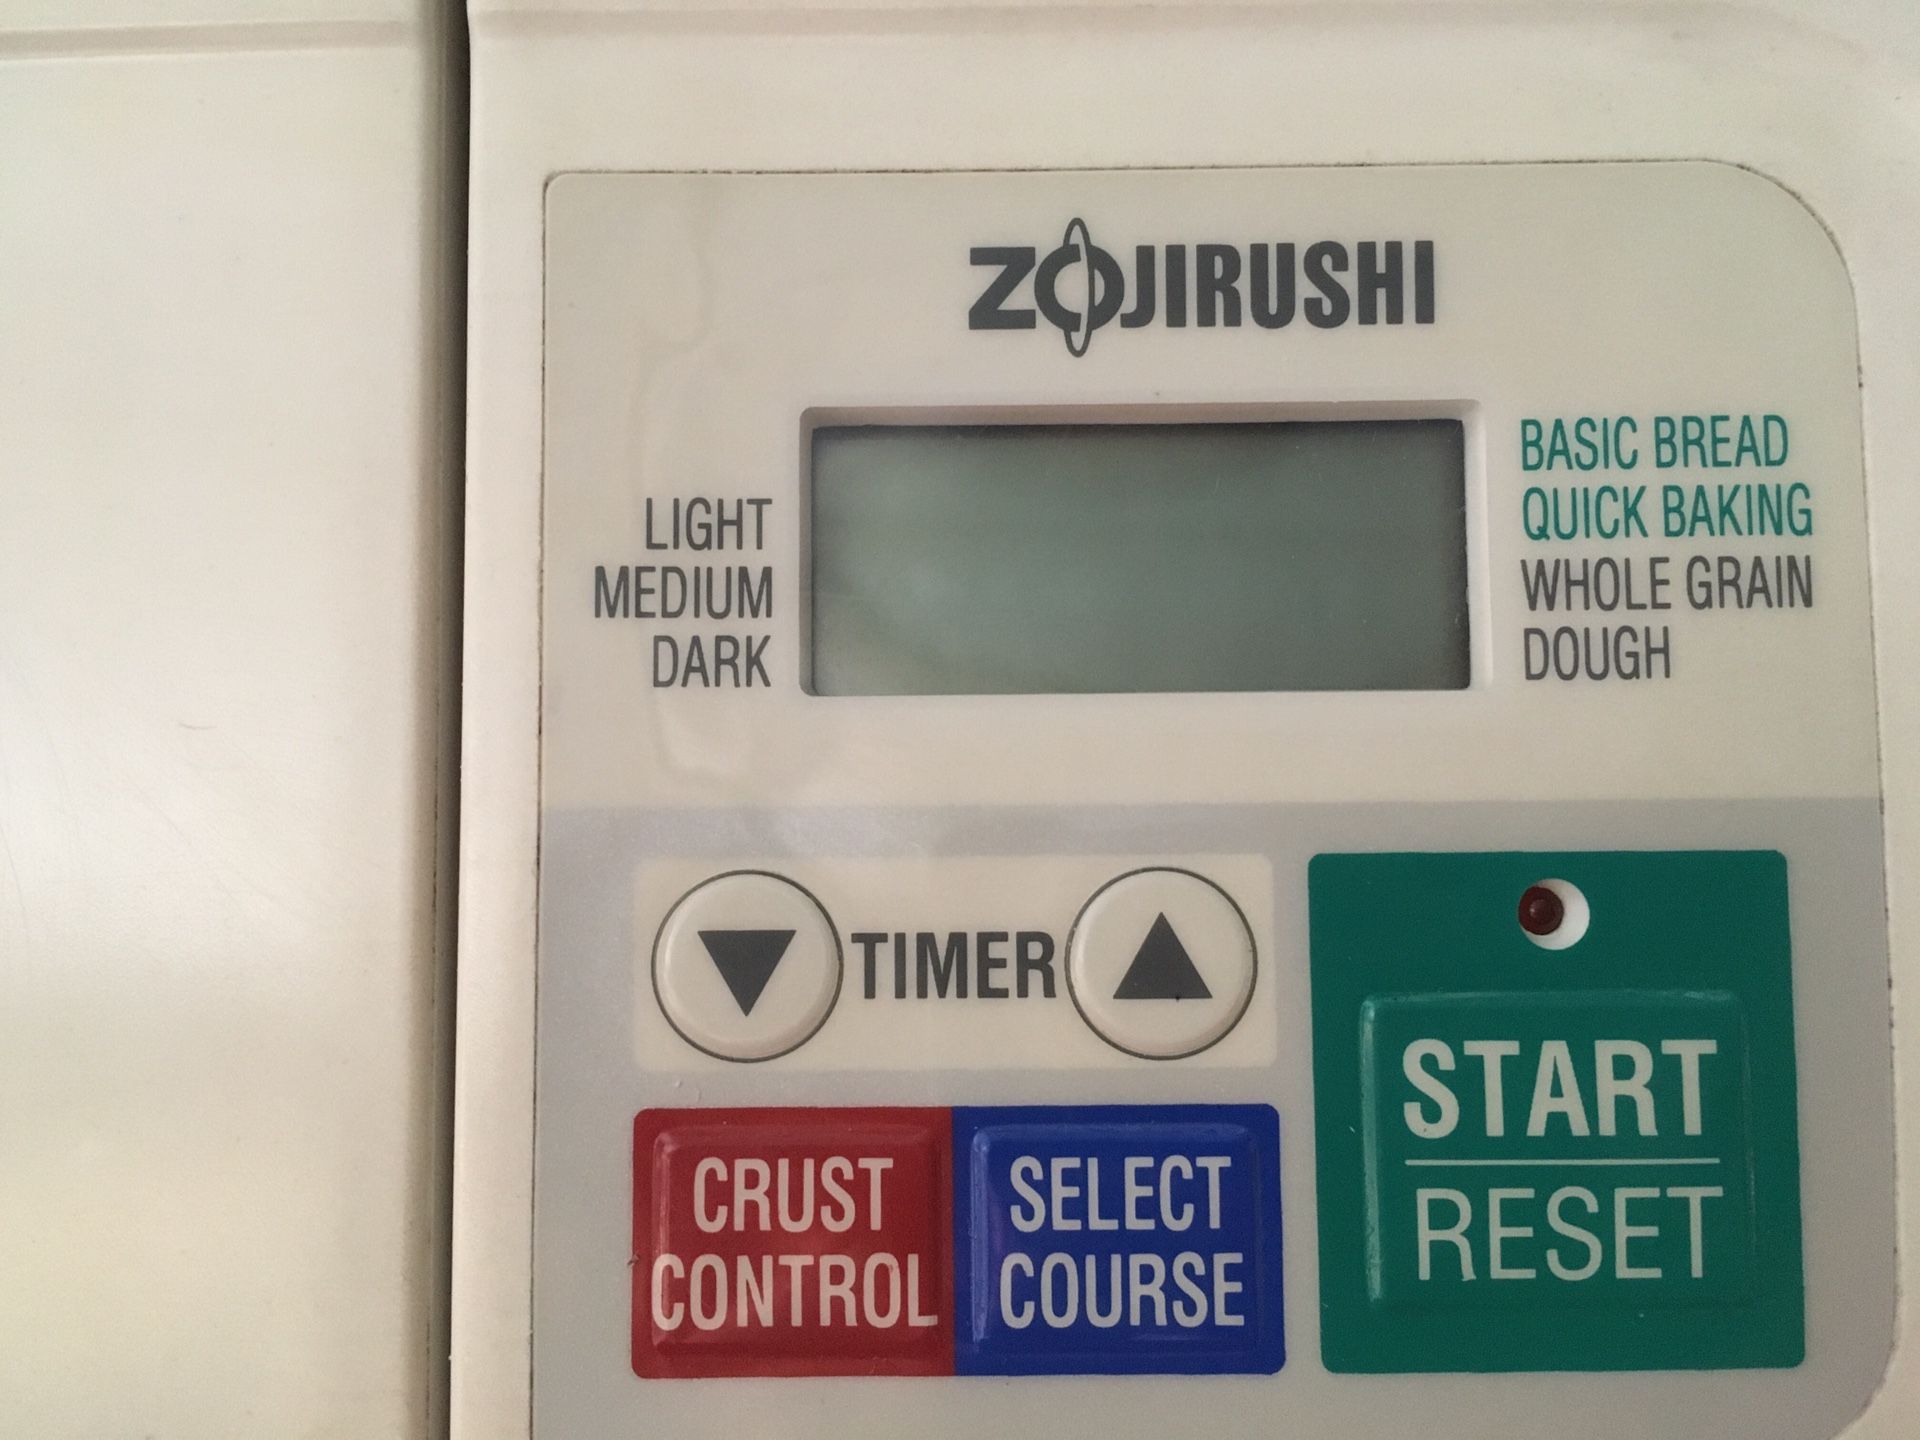 ZOJIRUSHI
LIGHT
MEDIUM
DARK
BASIC BREAD
QUICK BAKING
WHOLE GRAIN
DOUGH
TIMER
CRUST
CONTROL
SELECT
COURSE
START
RESET